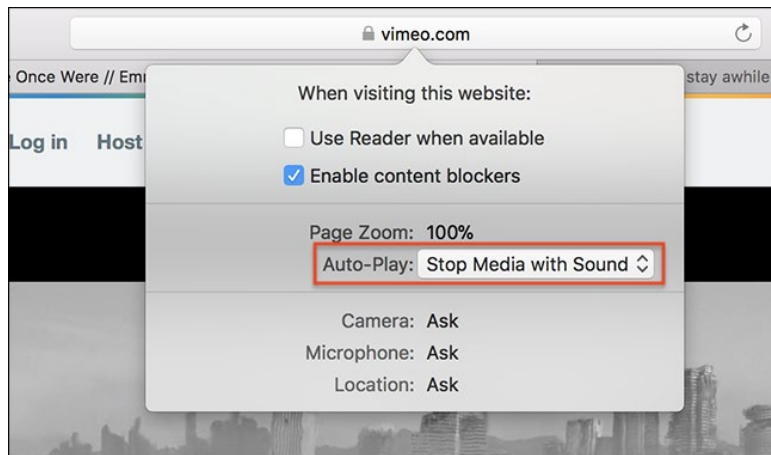 vimeo.com
Once Were // Em
stay awhile
When visiting this website:
Log in Host
Use Reader when available
Enable content blockers
Page Zoom: 100%
Auto-Play: Stop Media with Sound
Camera: Ask
Microphone: Ask
Location: Ask